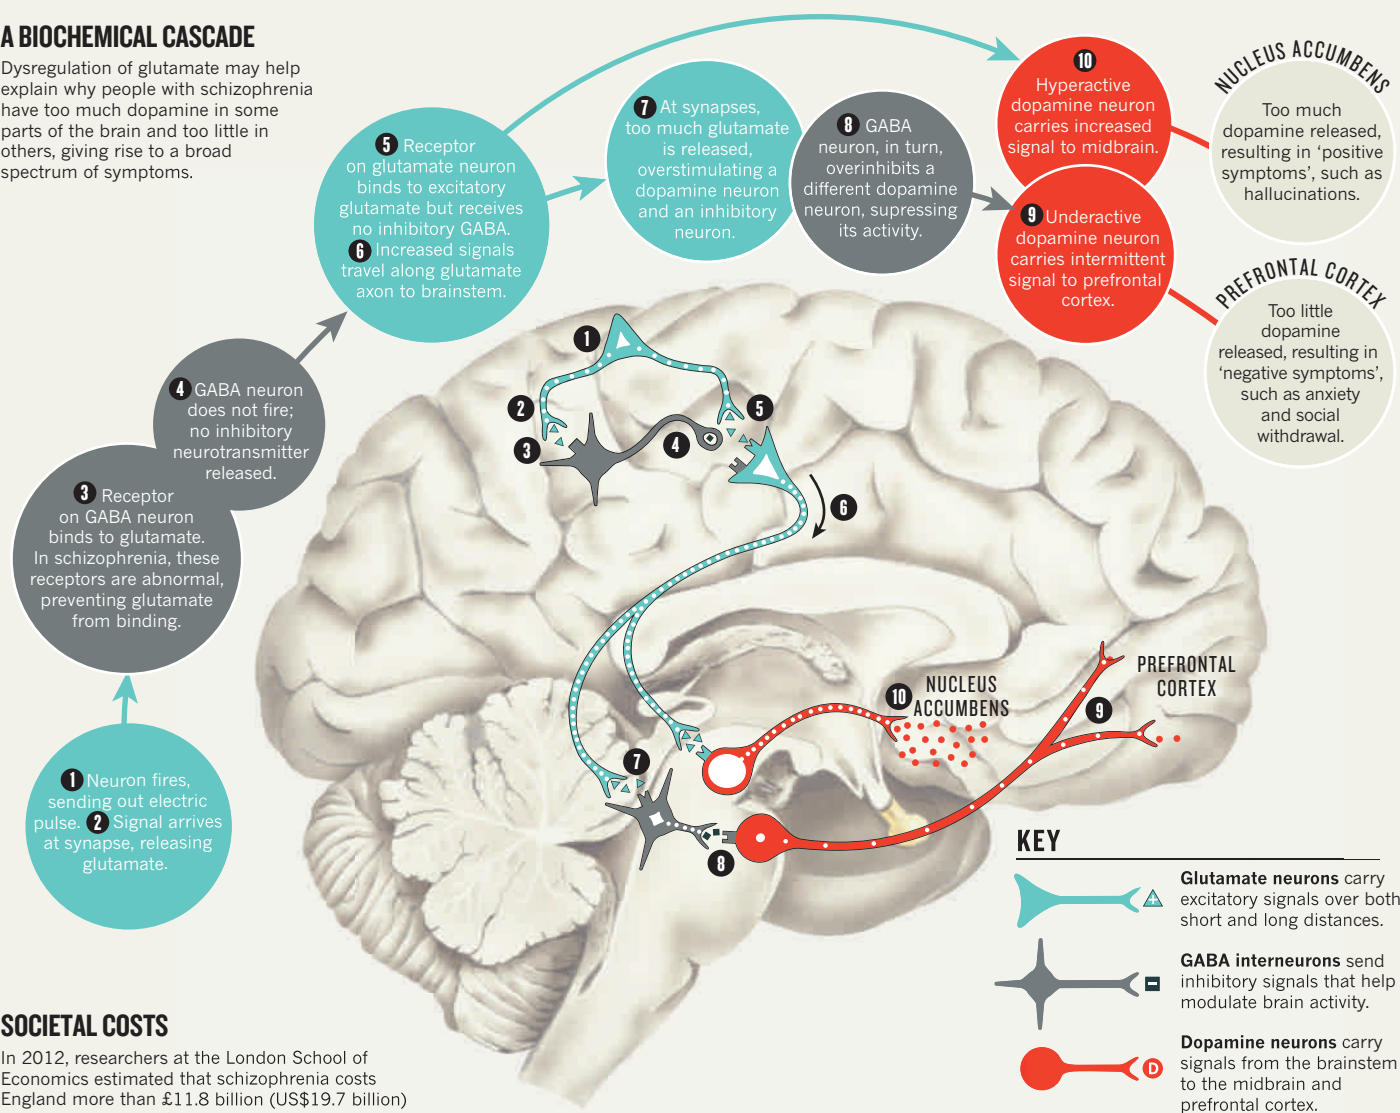 A BIOCHEMICAL CASCADE
Dysregulation of glutamate may help
explain why people with schizophrenia
have too much dopamine in some
parts of the brain and too little in
others, giving rise to a broad
spectrum of symptoms.
1 Neuron fires,
sending out electric
pulse. 2 Signal arrives
at synapse, releasing
glutamate.
3 Receptor
on GABA neuron
binds to glutamate.
In schizophrenia, these
receptors are abnormal,
preventing glutamate
from binding.
4 GABA neuron
does not fire;
no inhibitory
neurotransmitter
released.
5 Receptor
on glutamate neuron
binds to excitatory
glutamate but receives
no inhibitory GABA.
6 Increased signals
travel along glutamate
axon to brainstem.
7 At synapses,
too much glutamate
is released,
overstimulating a
dopamine neuron
and an inhibitory
neuron.
8 GABA
neuron, in turn,
overinhibits a
different dopamine
neuron, supressing
its activity.
10
Hyperactive
dopamine neuron
carries increased
signal to midbrain.
9 Underactive
dopamine neuron
carries intermittent
signal to prefrontal
cortex.
NUCLEUS ACCUMBENS
Too much
dopamine released,
resulting in ‘positive
symptoms’, such as
hallucinations.
PREFRONTAL CORTEX
Too little
dopamine
released, resulting in
‘negative symptoms’,
such as anxiety
and social
withdrawal.
1
2
3
4
5
6
7
8
10
NUCLEUS
ACCUMBENS
9
PREFRONTAL
CORTEX
KEY
+
Glutamate neurons carry
excitatory signals over both
short and long distances.
GABA interneurons send
inhibitory signals that help
modulate brain activity.
D
Dopamine neurons carry
signals from the brainstem
to the midbrain and
prefrontal cortex.
SOCIETAL COSTS
In 2012, researchers at the London School of
Economics estimated that schizophrenia costs
England more than £11.8 billion (US$19.7 billion)